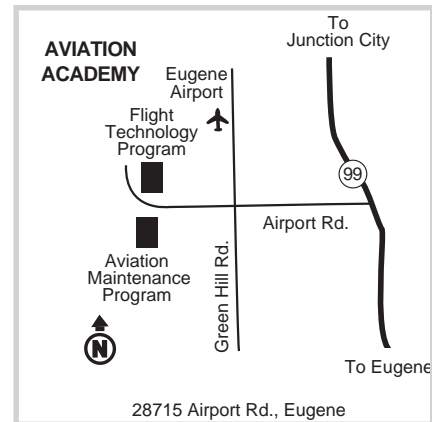 AVIATION
ACADEMY
To
Junction City
Eugene
Airport
Flight
Technology
Program
99
Airport Rd.
Green Hill Rd.
Aviation
Maintenance
Program
N
To Eugene
28715 Airport Rd., Eugene